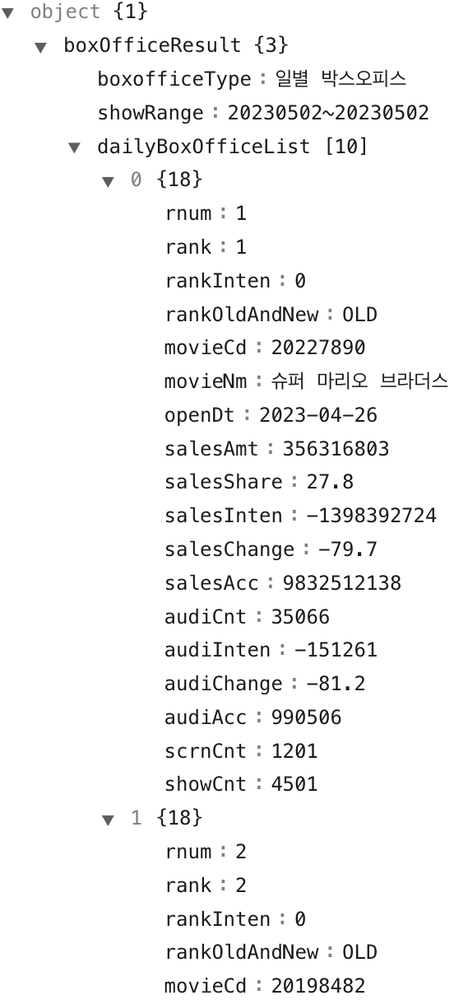 object {1}
boxOfficeResult {3}
boxofficeType : 일별 박스오피스
showRange : 20230502~20230502
dailyBoxOfficeList [10]
0 {18}
rnum : 1
rank : 1
rankInten : 0
rankOldAndNew : OLD
movieCd : 20227890
movieNm : 슈퍼 마리오 브라더스
openDt : 2023-04-26
salesAmt : 356316803
salesShare : 27.8
salesInten : -1398392724
salesChange : -79.7
salesAcc : 9832512138
audiCnt : 35066
audiInten : -151261
audiChange : -81.2
audiAcc : 990506
scrnCnt : 1201
showCnt : 4501
1 {18}
rnum : 2
rank : 2
rankInten : 0
rankOldAndNew : OLD
movieCd : 20198482